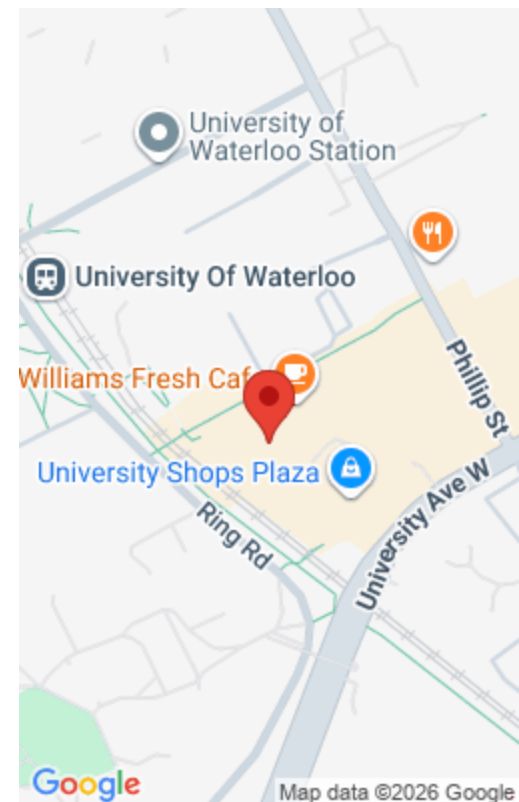 University of
Waterloo Station
University Of Waterloo
Williams Fresh Caf
Phillip St
University Shops Plaza
University Ave W
Ring Rd
Google
Map data ©2026 Google